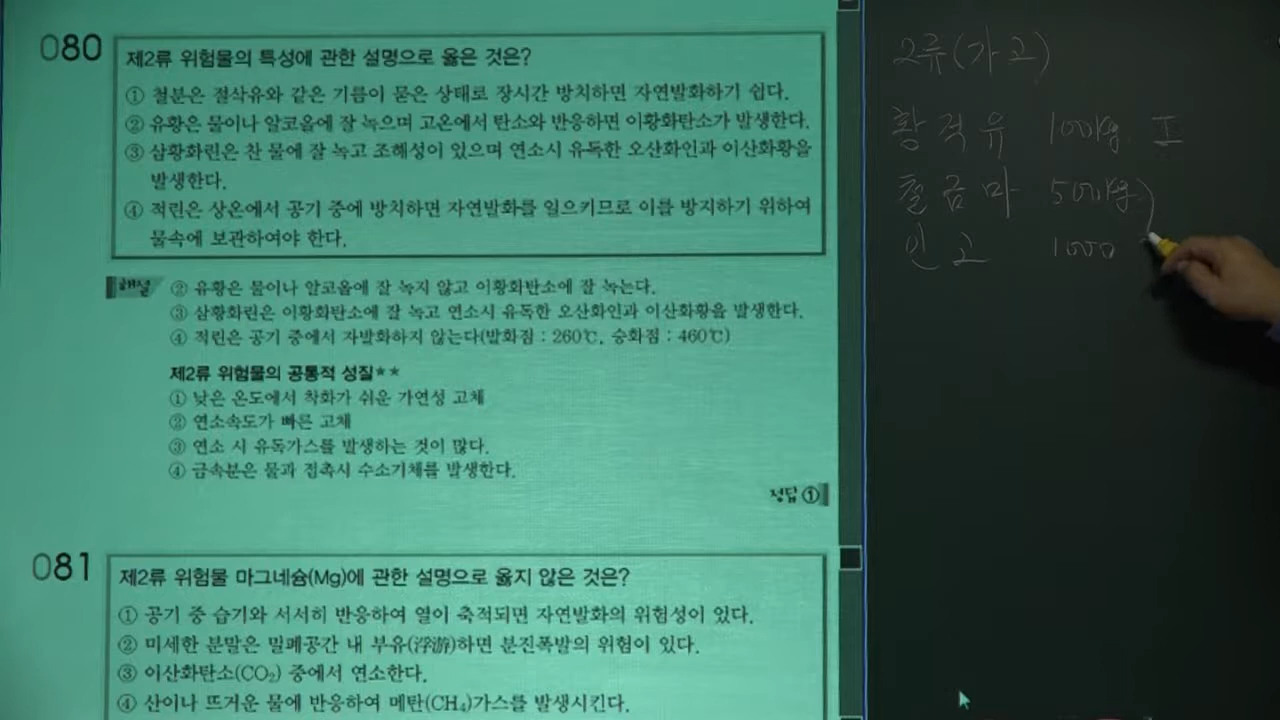 080
제2류 위험물의 특성에 관한 설명으로 옳은 것은?
① 철분은 절삭유와 같은 기름이 묻은 상태로 장시간 방치하면 자연발화하기 쉽다.
② 유황은 물이나 알코올에 잘 녹으며 고온에서 탄소와 반응하면 이황화탄소가 발생한다.
③ 삼황화린은 찬 물에 잘 녹고 조해성이 있으며 연소시 유독한 오산화인과 이산화황을
발생한다.
④ 적린은 상온에서 공기 중에 방치하면 자연발화를 일으키므로 이를 방지하기 위하여
물속에 보관하여야 한다.
해설
② 유황은 물이나 알코올에 잘 녹지 않고 이황화탄소에 잘 녹는다.
③ 삼황화린은 이황화탄소에 잘 녹고 연소시 유독한 오산화인과 이산화황을 발생한다.
④ 적린은 공기 중에서 자발화하지 않는다(발화점 : 260℃, 승화점 : 460℃)
제2류 위험물의 공통적 성질★★
① 낮은 온도에서 착화가 쉬운 가연성 고체
② 연소속도가 빠른 고체
③ 연소 시 유독가스를 발생하는 것이 많다.
④ 금속분은 물과 접촉시 수소기체를 발생한다.
정답 ①
081
제2류 위험물 마그네슘(Mg)에 관한 설명으로 옳지 않은 것은?
① 공기 중 습기와 서서히 반응하여 열이 축적되면 자연발화의 위험성이 있다.
② 미세한 분말은 밀폐공간 내 부유(浮游)하면 분진폭발의 위험이 있다.
③ 이산화탄소(CO₂) 중에서 연소한다.
④ 산이나 뜨거운 물에 반응하여 메탄(CH₄)가스를 발생시킨다.
2류(가고)
황적유 100kg Ⅱ
철금마 500kg
인고 1000